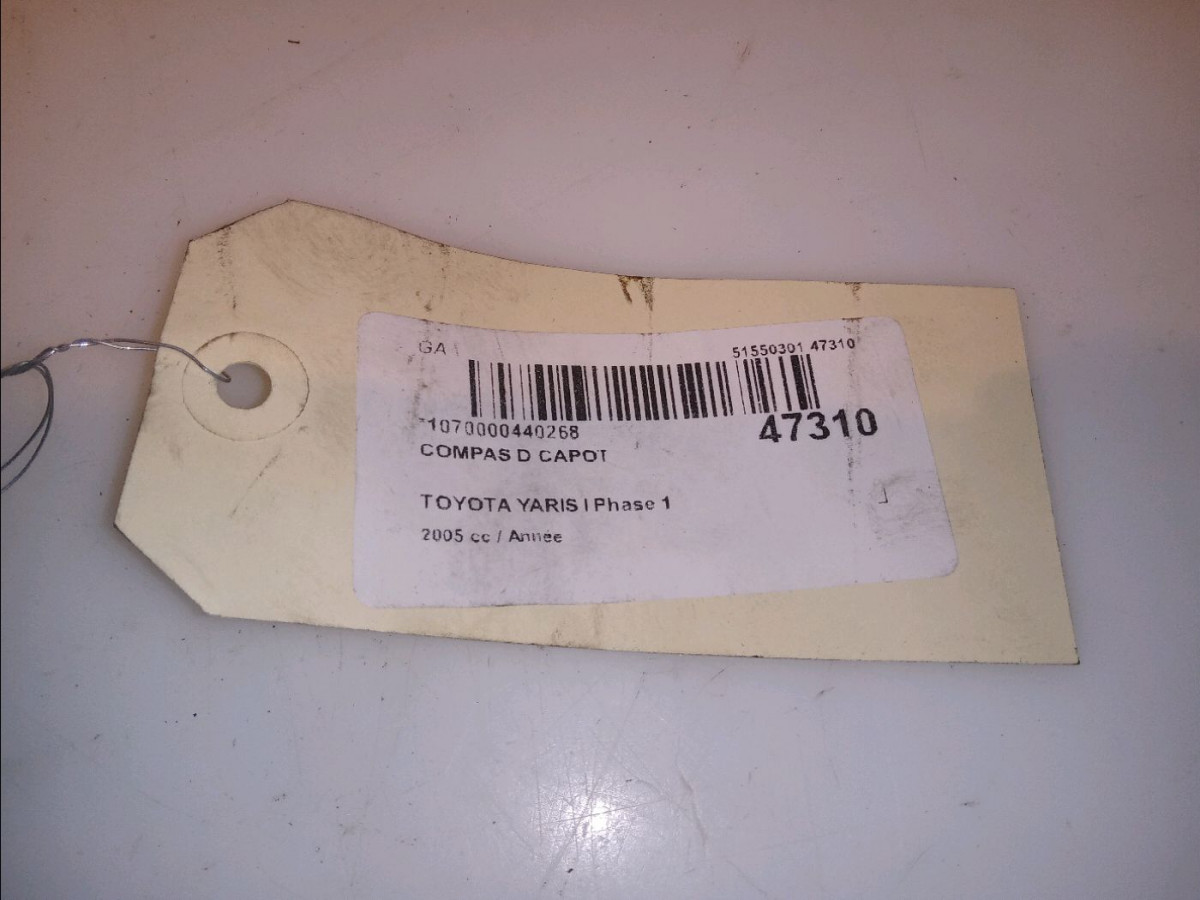 GA
51550301 47310
1070000440268
47310
COMPAS D CAPOT
TOYOTA YARIS I Phase 1
2005 cc / Année